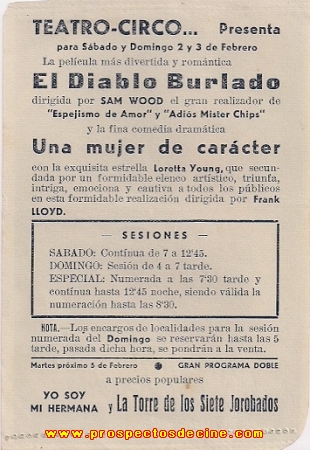 TEATRO-CIRCO... Presenta
para Sábado y Domingo 2 y 3 de Febrero
La película más divertida y romántica
El Diablo Burlado
dirigida por SAM WOOD el gran realizador de
"Espejismo de Amor" y "Adiós Mister Chips"
y la fina comedia dramática
Una mujer de carácter
con la exquisita estrella Loretta Young, que secun-
dada por un formidable elenco artístico, triunfa,
intriga, emociona y cautiva a todos los públicos
en esta formidable realización dirigida por Frank
LLOYD.
— SESIONES —
SABADO: Contínua de 7 a 12'45.
DOMINGO: Sesión de 4 a 7 tarde.
ESPECIAL: Numerada a las 7'30 tarde y
contínua hasta 12'45 noche, siendo válida la
numeración hasta las 8'30.
NOTA.—Los encargos de localidades para la sesión
numerada del Domingo se reservarán hasta las 5
tarde, pasada dicha hora, se pondrán a la venta.
Martes próximo 5 de Febrero ● GRAN PROGRAMA DOBLE
a precios populares
YO SOY
MI HERMANA y La Torre de los Siete Jorobados
www.prospectosdecine.com